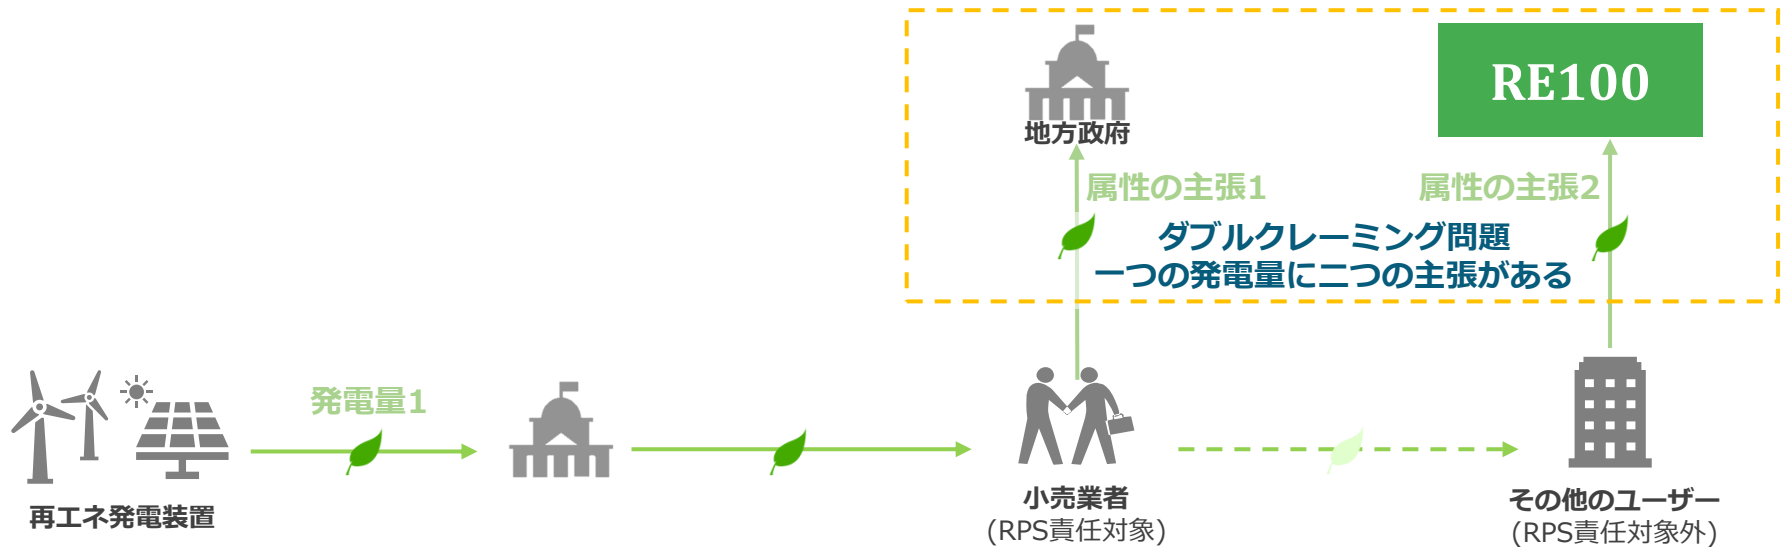 RE100
地方政府
属性の主張1
属性の主張2
ダブルクレーミング問題
一つの発電量に二つの主張がある
発電量1
再エネ発電装置
小売業者
(RPS責任対象)
その他のユーザー
(RPS責任対象外)